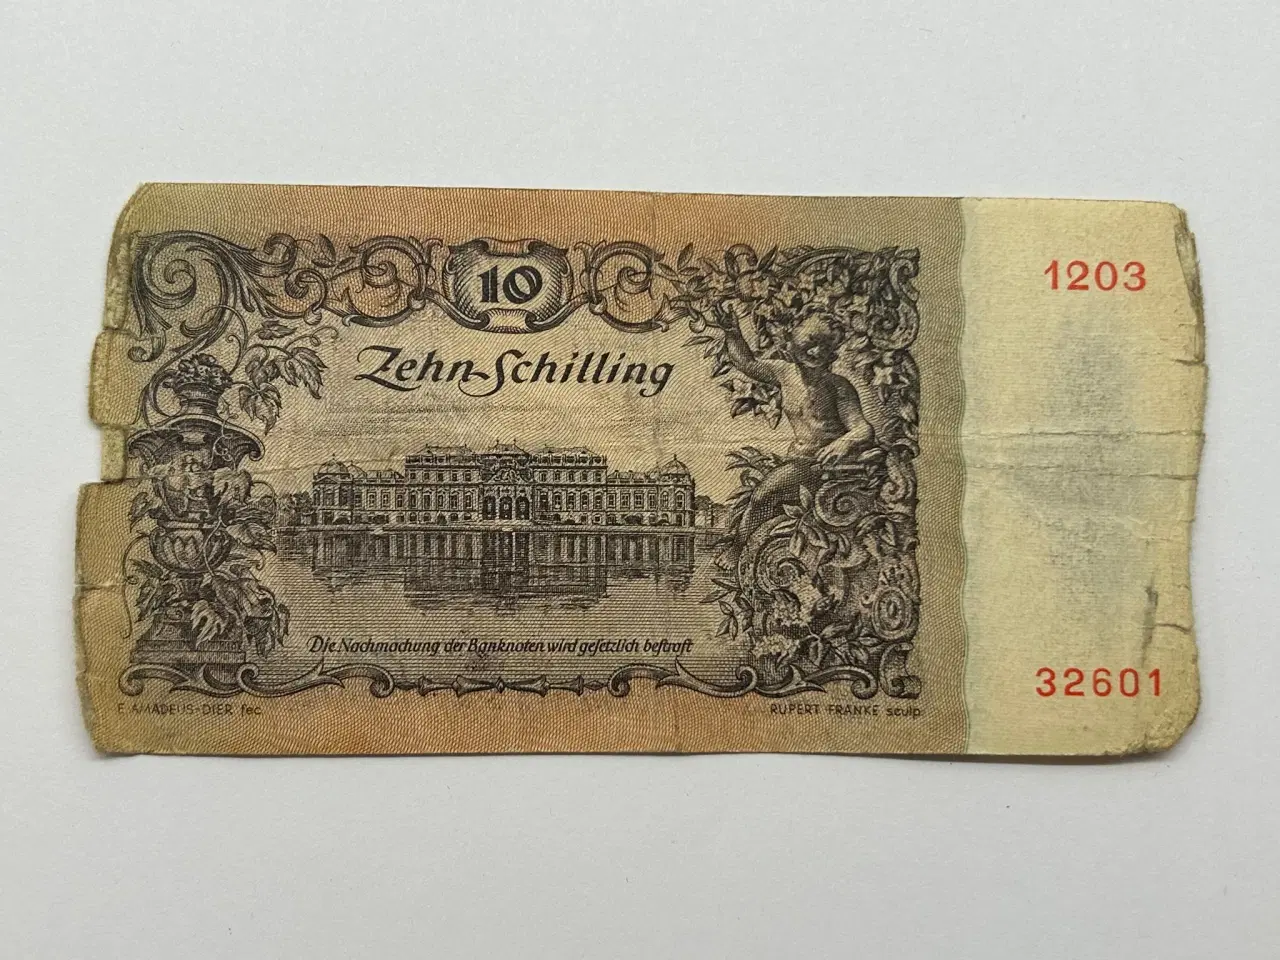 10
1203
Zehn Schilling
Die Nachmachung der Banknoten wird gesetzlich bestraft
32601
E. AMADEUS-DIER fec.
RUPERT FRANKE sculp.